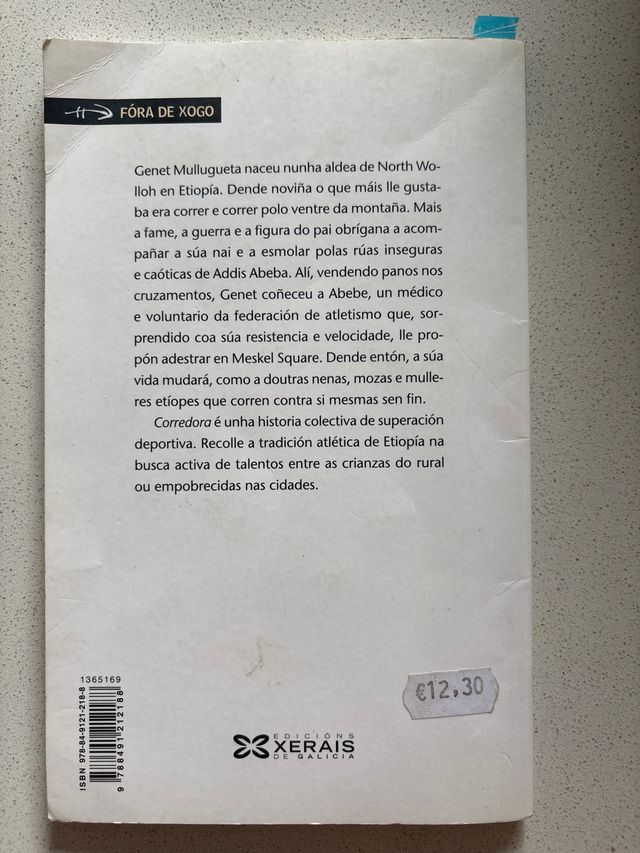 FÓRA DE XOGO
Genet Mullugueta naceu nunha aldea de North Wo-
lloh en Etiopía. Dende noviña o que máis lle gusta-
ba era correr e correr polo ventre da montaña. Mais
a fame, a guerra e a figura do pai obrígana a acom-
pañar a súa nai e a esmolar polas rúas inseguras
e caóticas de Addis Abeba. Alí, vendendo panos nos
cruzamentos, Genet coñeceu a Abebe, un médico
e voluntario da federación de atletismo que, sor-
prendido coa súa resistencia e velocidade, lle pro-
pón adestrar en Meskel Square. Dende entón, a súa
vida mudará, como a doutras nenas, mozas e mulle-
res etíopes que corren contra si mesmas sen fin.
Corredora é unha historia colectiva de superación
deportiva. Recolle a tradición atlética de Etiopía na
busca activa de talentos entre as crianzas do rural
ou empobrecidas nas cidades.
1365169
ISBN 978-84-9121-218-8
9 788491 212188
€12,30
EDICIÓNS
XERAIS
DE GALICIA